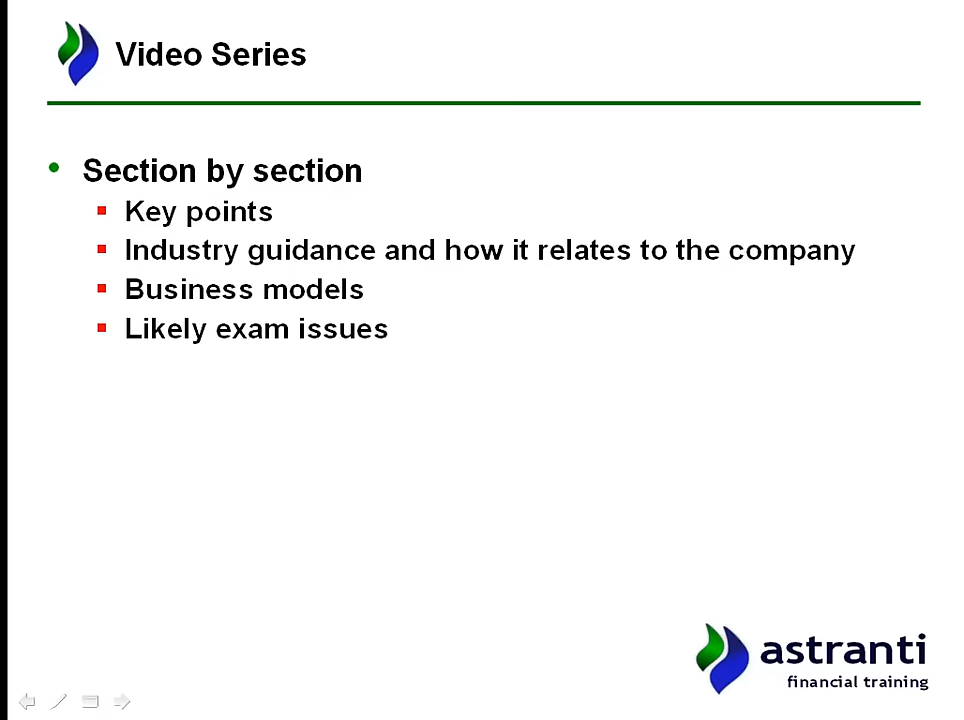 Video Series
Section by section
Key points
Industry guidance and how it relates to the company
Business models
Likely exam issues
astranti
financial training